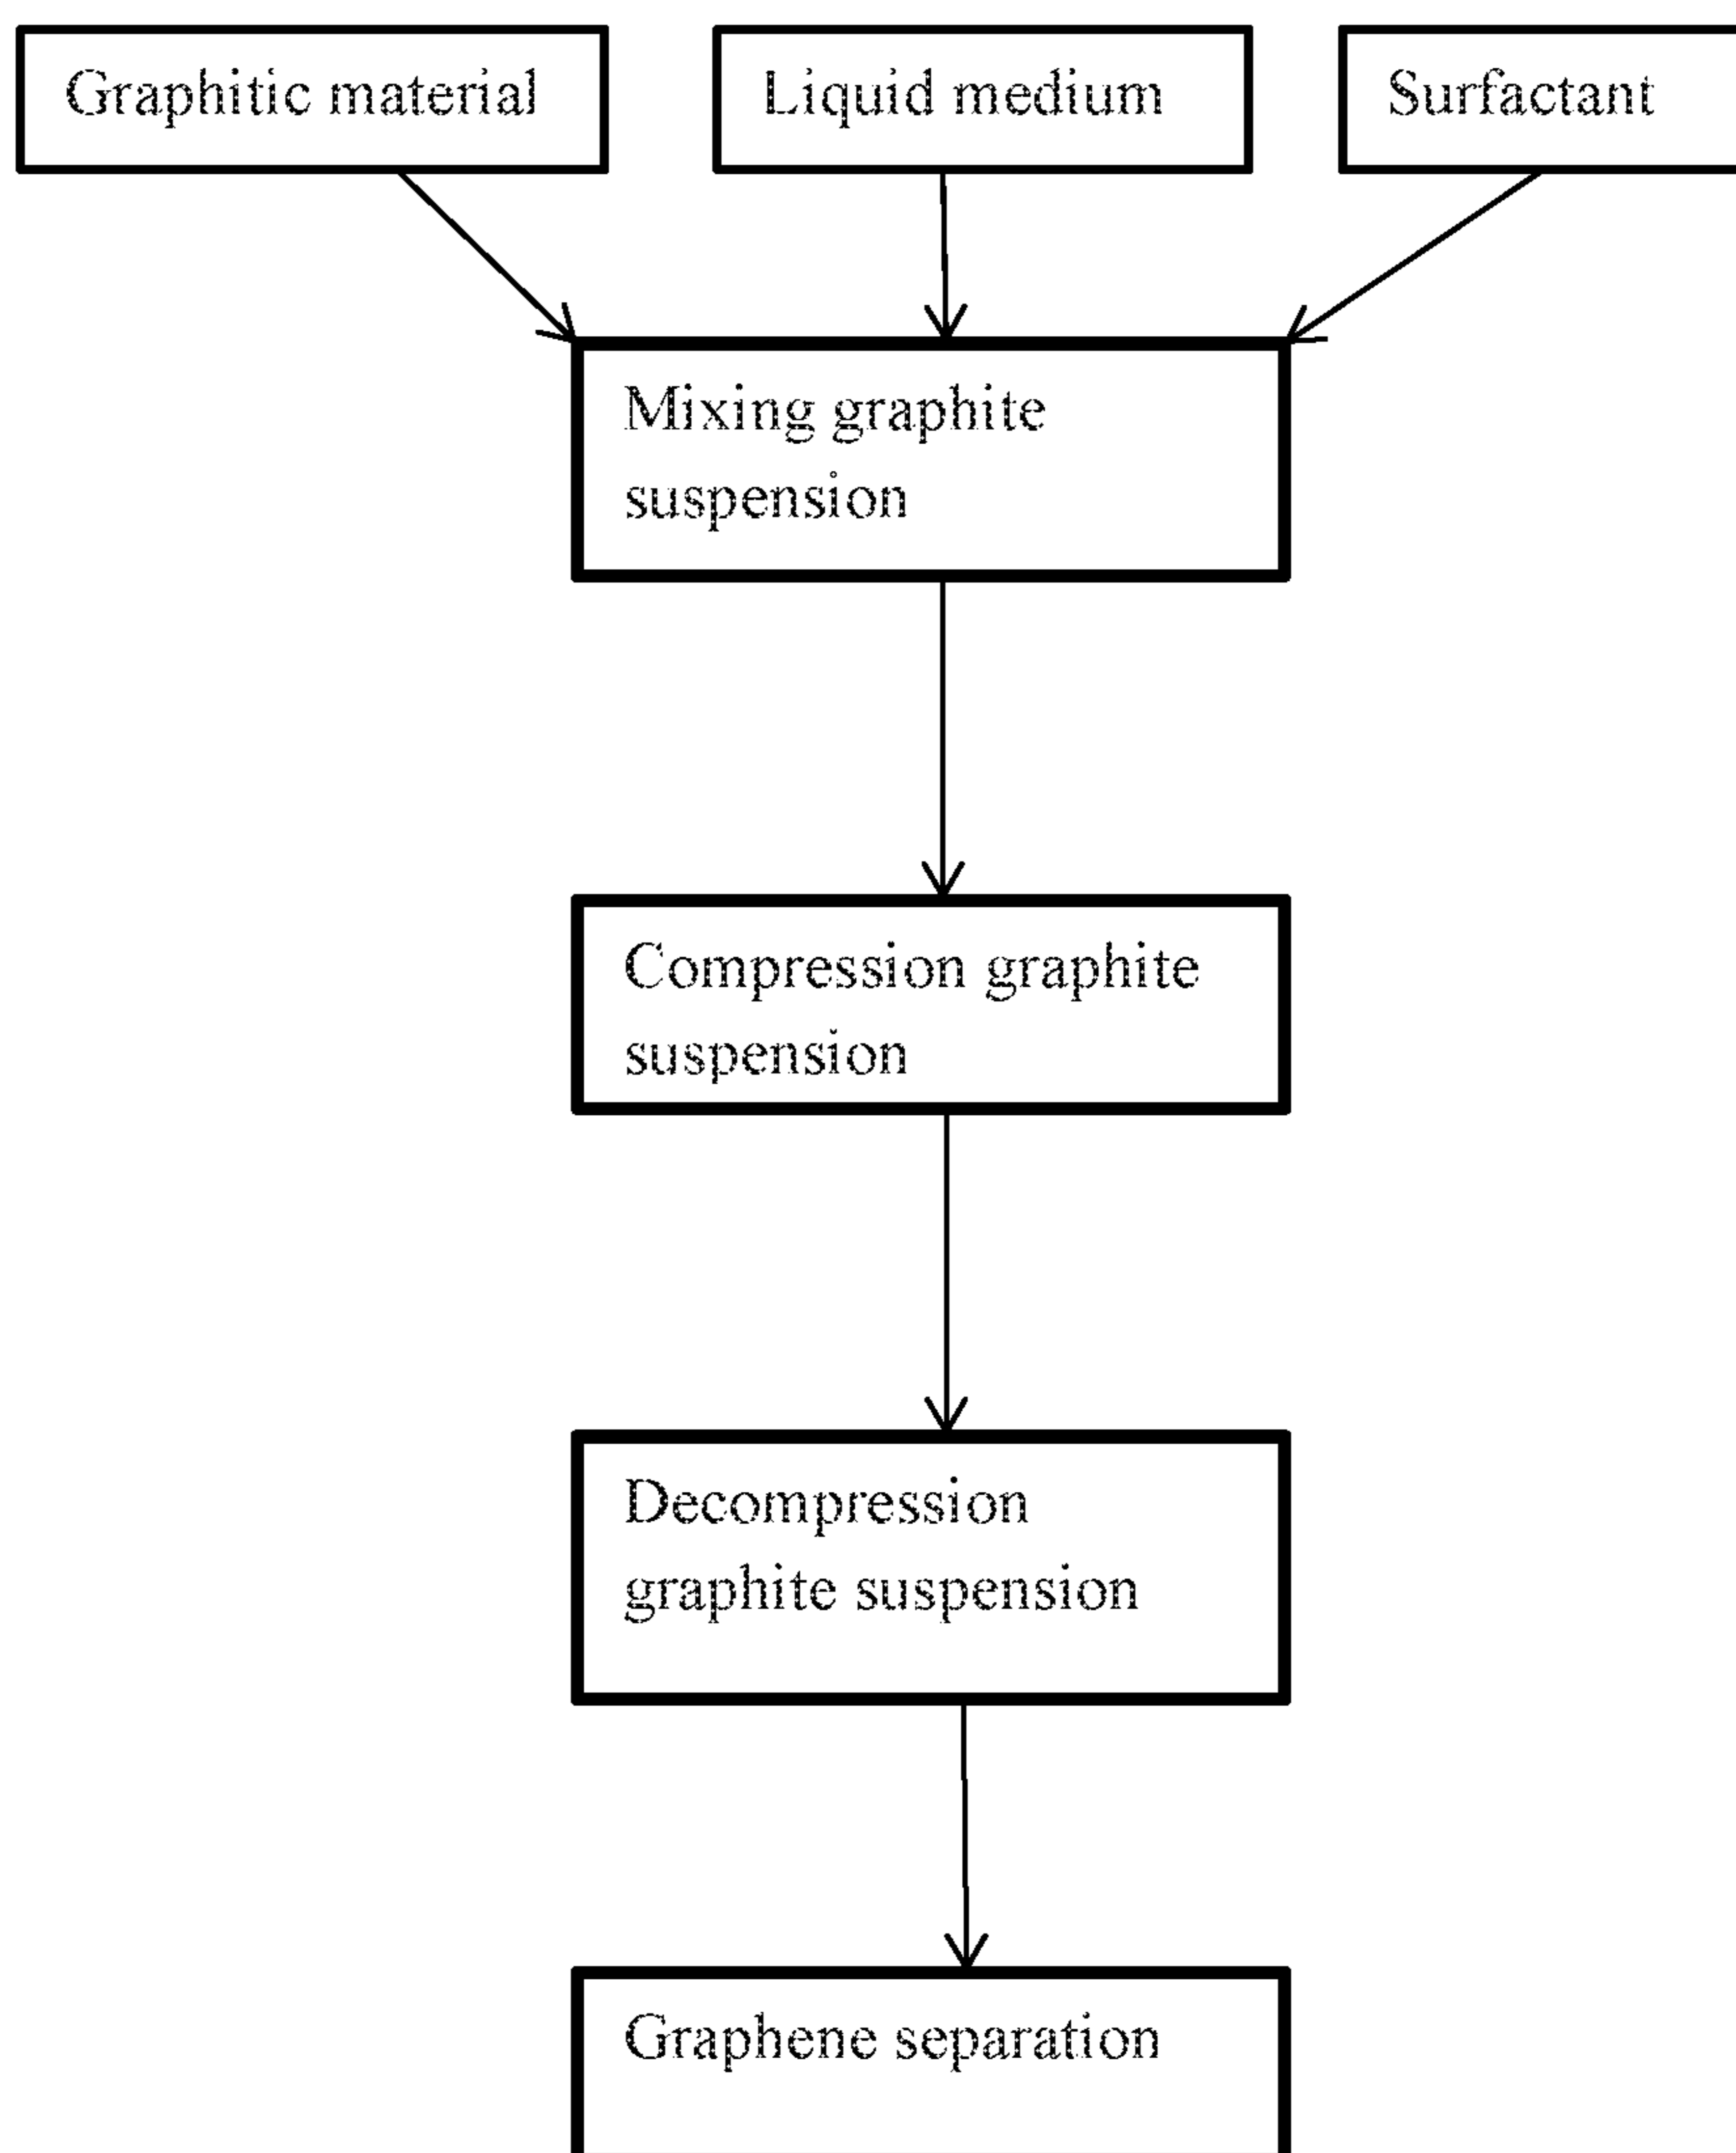 Graphitic material
Liquid medium
Surfactant
Mixing graphite
suspension
Compression graphite
suspension
Decompression
graphite suspension
Graphene separation